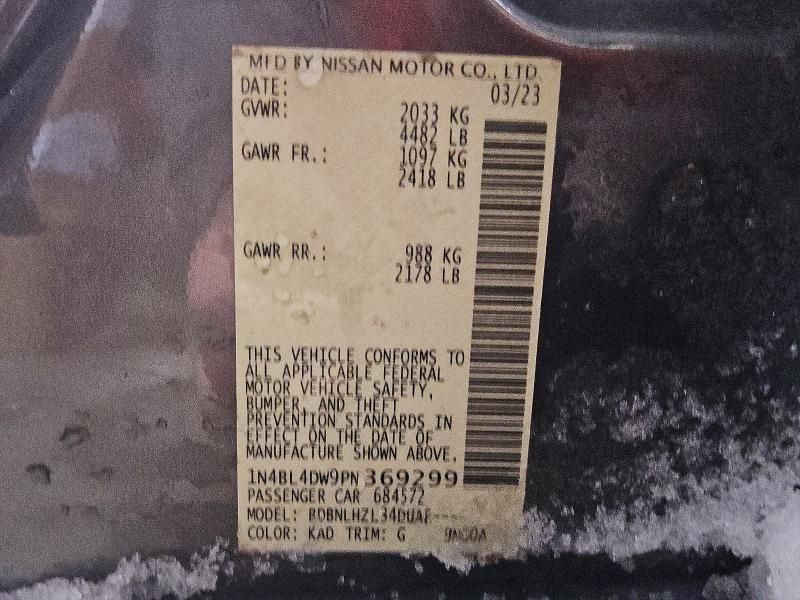 MFD BY NISSAN MOTOR CO., LTD.
DATE: 03/23
GVWR: 2033 KG
4482 LB
GAWR FR.: 1097 KG
2418 LB
GAWR RR.: 988 KG
2178 LB
THIS VEHICLE CONFORMS TO
ALL APPLICABLE FEDERAL
MOTOR VEHICLE SAFETY,
BUMPER, AND THEFT
PREVENTION STANDARDS IN
EFFECT ON THE DATE OF
MANUFACTURE SHOWN ABOVE.
1N4BL4DW9PN369299
PASSENGER CAR 684572
MODEL:
COLOR: KAD TRIM: G